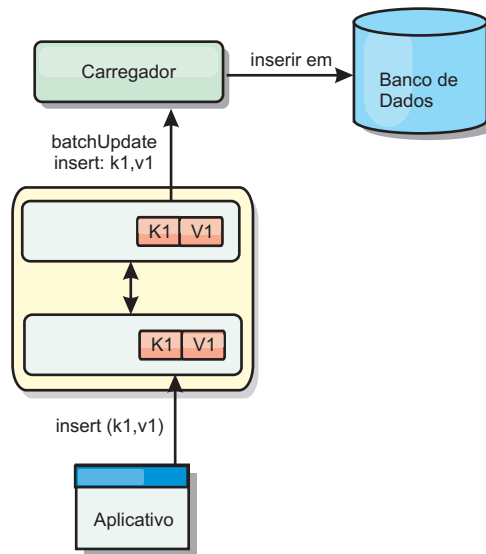 Carregador
inserir em
Banco de
Dados
batchUpdate
insert: k1,v1
K1 V1
K1 V1
insert (k1,v1)
Aplicativo